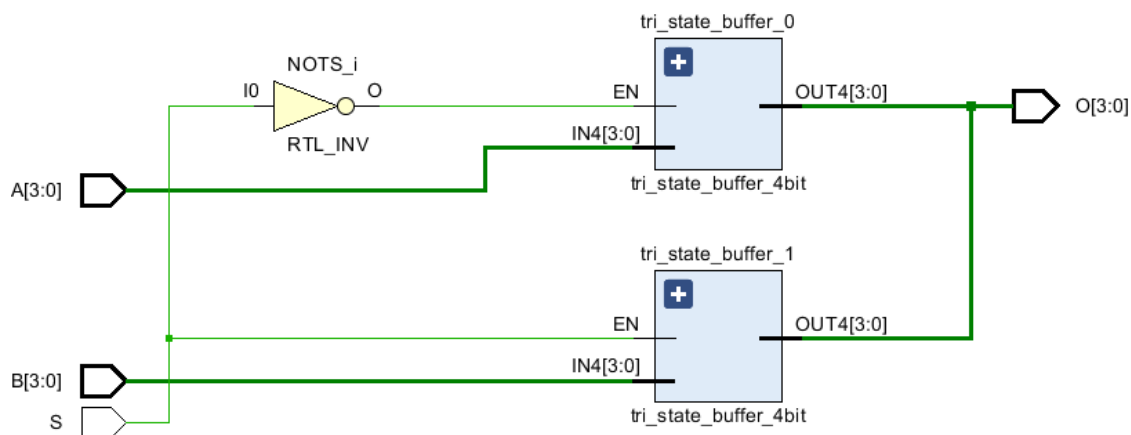 tri_state_buffer_0
NOTS_i
I0
O
EN
OUT4[3:0]
O[3:0]
RTL_INV
IN4[3:0]
A[3:0]
tri_state_buffer_4bit
tri_state_buffer_1
EN
OUT4[3:0]
IN4[3:0]
B[3:0]
tri_state_buffer_4bit
S